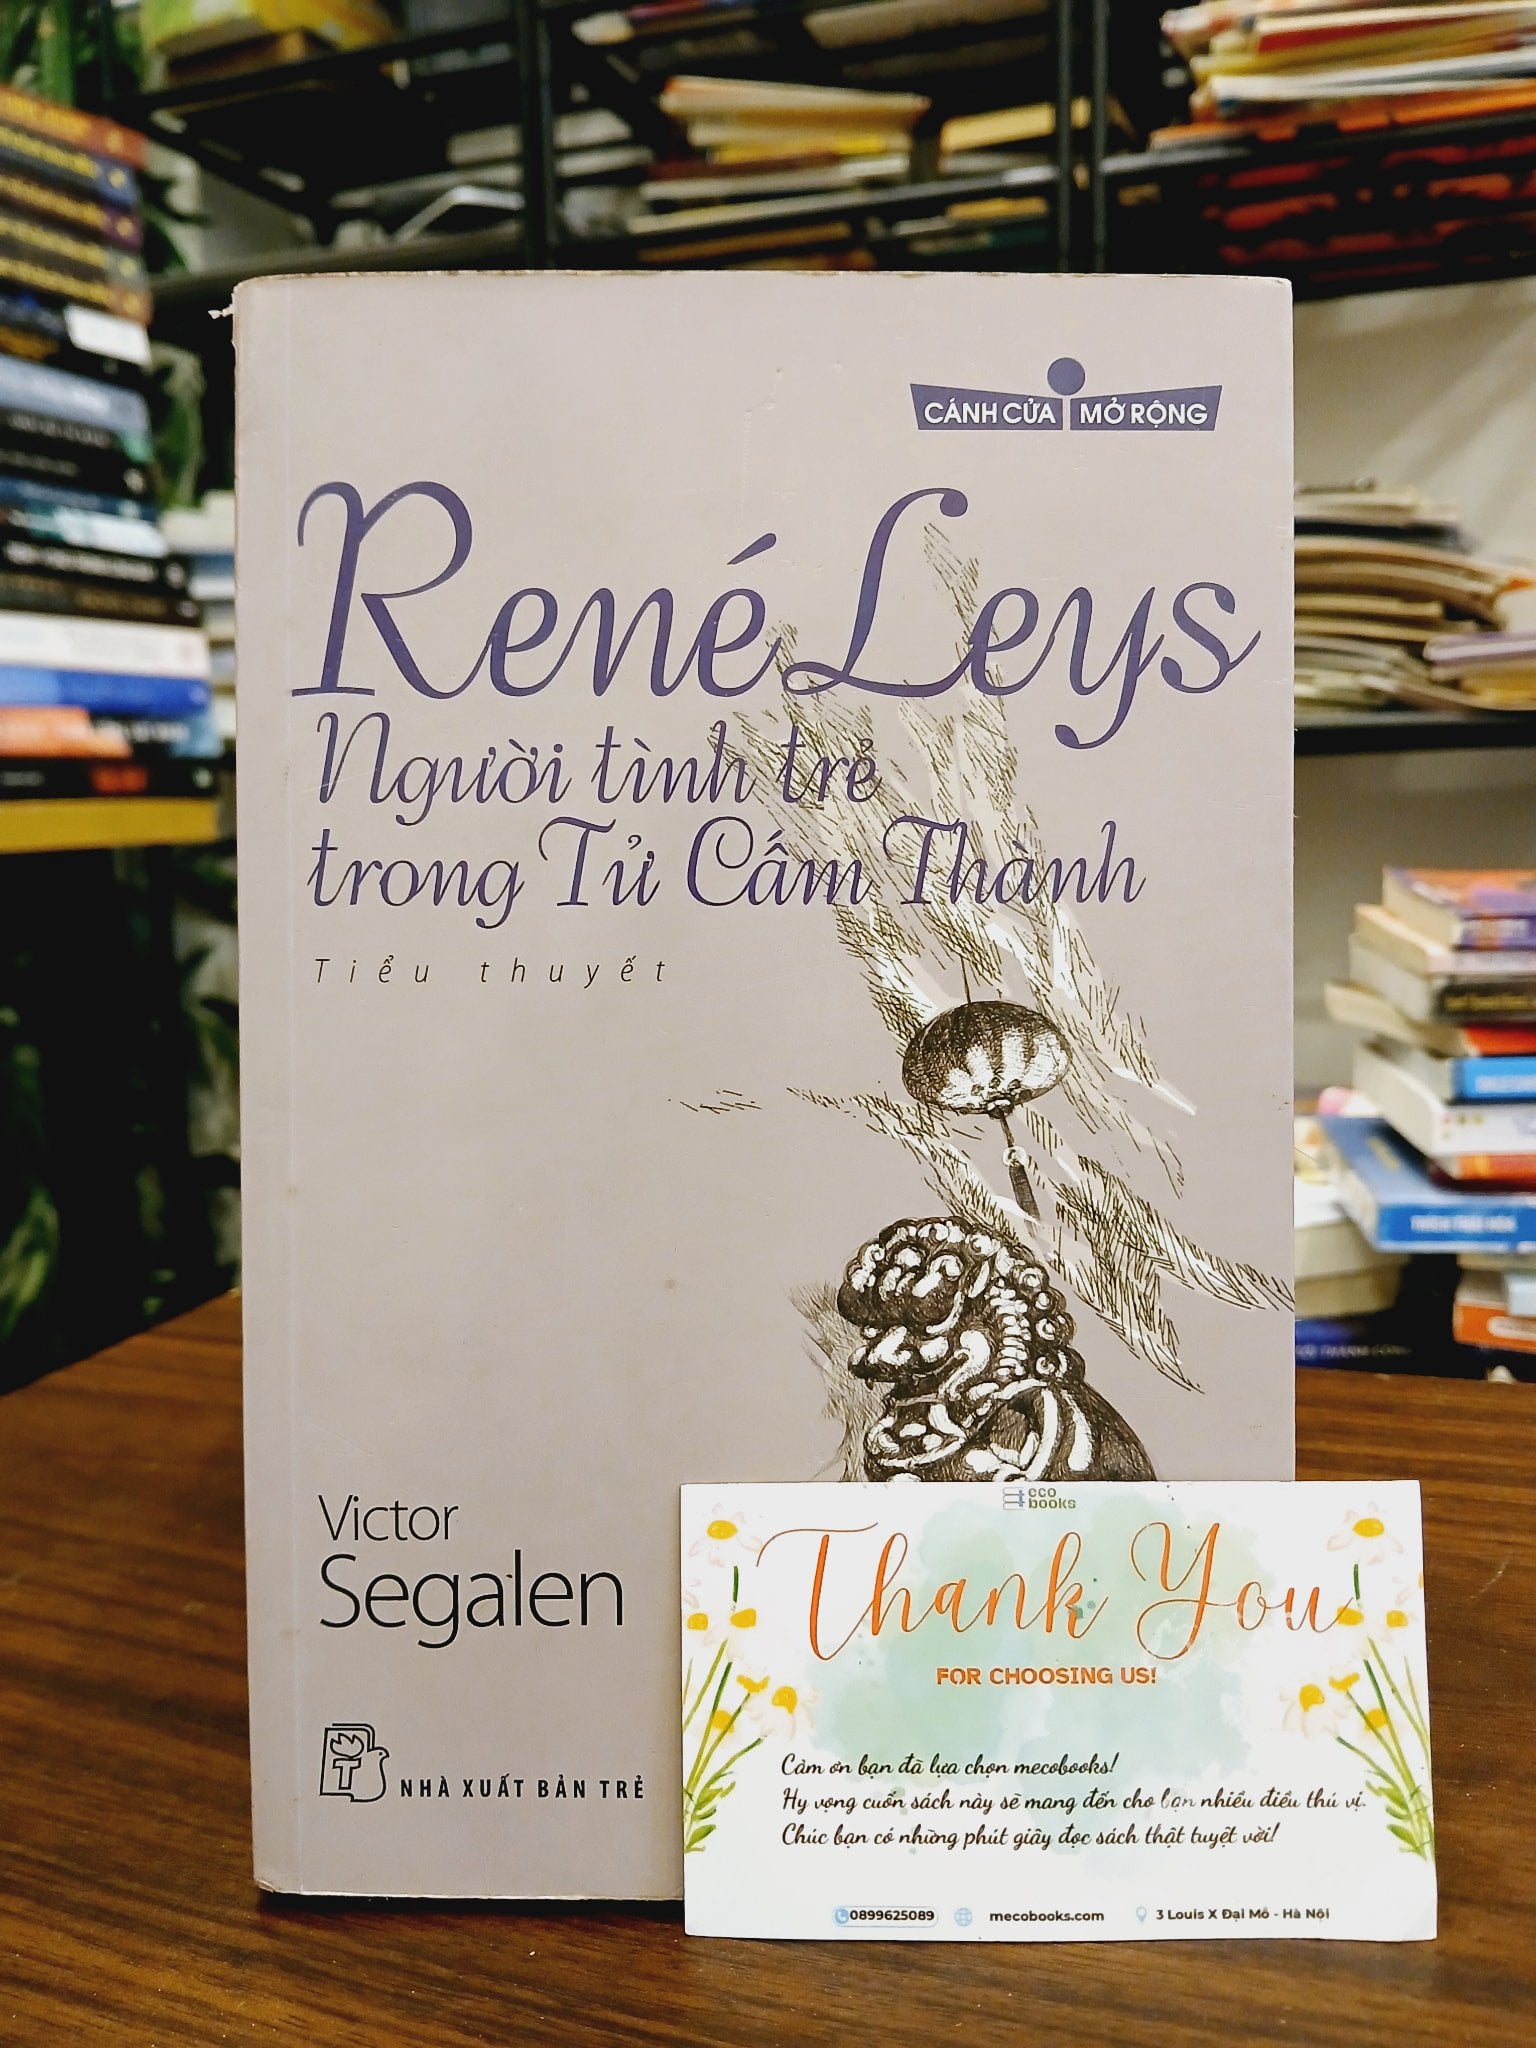 CÁNH CỬA MỞ RỘNG
René Leys
Người tình trẻ
trong Tử Cấm Thành
Tiểu thuyết
Victor
Segalen
T
NHÀ XUẤT BẢN TRẺ
eco
books
Thank You
FOR CHOOSING US!
Cảm ơn bạn đã lựa chọn mecobooks!
Hy vọng cuốn sách này sẽ mang đến cho bạn nhiều điều thú vị.
Chúc bạn có những phút giây đọc sách thật tuyệt vời!
0899625089 mecobooks.com 3 Louis X Đại Mỗ - Hà Nội